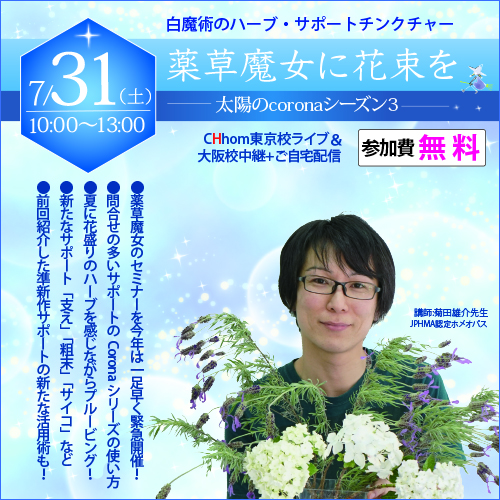 白魔術のハーブ・サポートチンクチャー
7/31(土)
10:00〜13:00
薬草魔女に花束を
太陽のcoronaシーズン3
CHhom東京校ライブ&
大阪校中継+ご自宅配信
参加費 無料
●薬草魔女のセミナーを今年は一足早く緊急開催!
●問合せの多いサポートのCoronaシリーズの使い方
●夏に花盛りのハーブを感じながらプルービング!
●新たなサポート「支え」「粗末」「サイコ」など
●前回紹介した準新作サポートの新たな活用術も!
講師:菊田雄介先生
JPHMA認定ホメオパス